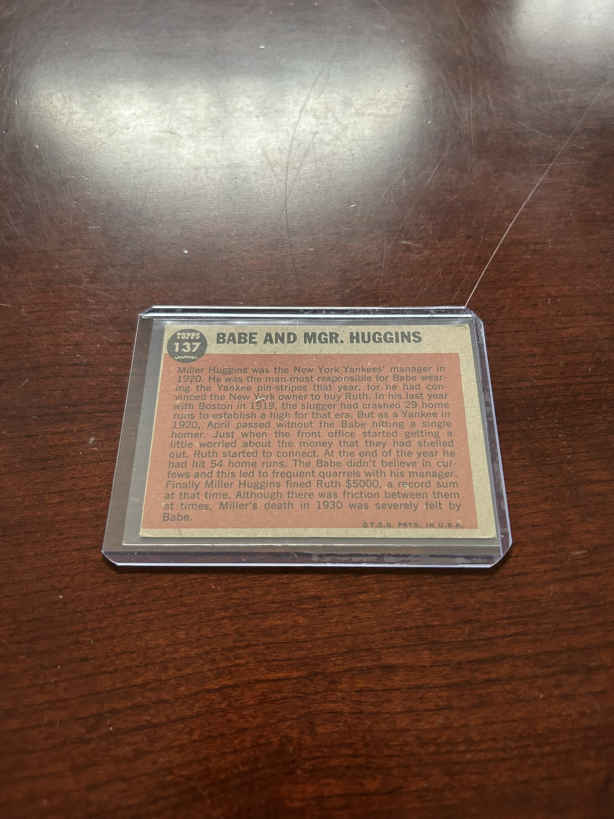 TOPPS
137
BABE AND MGR. HUGGINS
Miller Huggins was the New York Yankees' manager in
1920. He was the man most responsible for Babe wear-
ing the Yankee pin-stripes that year, for he had con-
vinced the New York owner to buy Ruth. In his last year
with Boston in 1919, the slugger had crashed 29 home
runs to establish a high for that era. But as a Yankee in
1920, April passed without the Babe hitting a single
homer. Just when the front office started getting a
little worried about the money that they had shelled
out, Ruth started to connect. At the end of the year he
had hit 54 home runs. The Babe didn't believe in cur-
fews and this led to frequent quarrels with his manager.
Finally Miller Huggins fined Ruth $5000, a record sum
at that time. Although there was friction between them
at times, Miller's death in 1930 was severely felt by
Babe.
©T.C.G. PRTD. IN U.S.A.